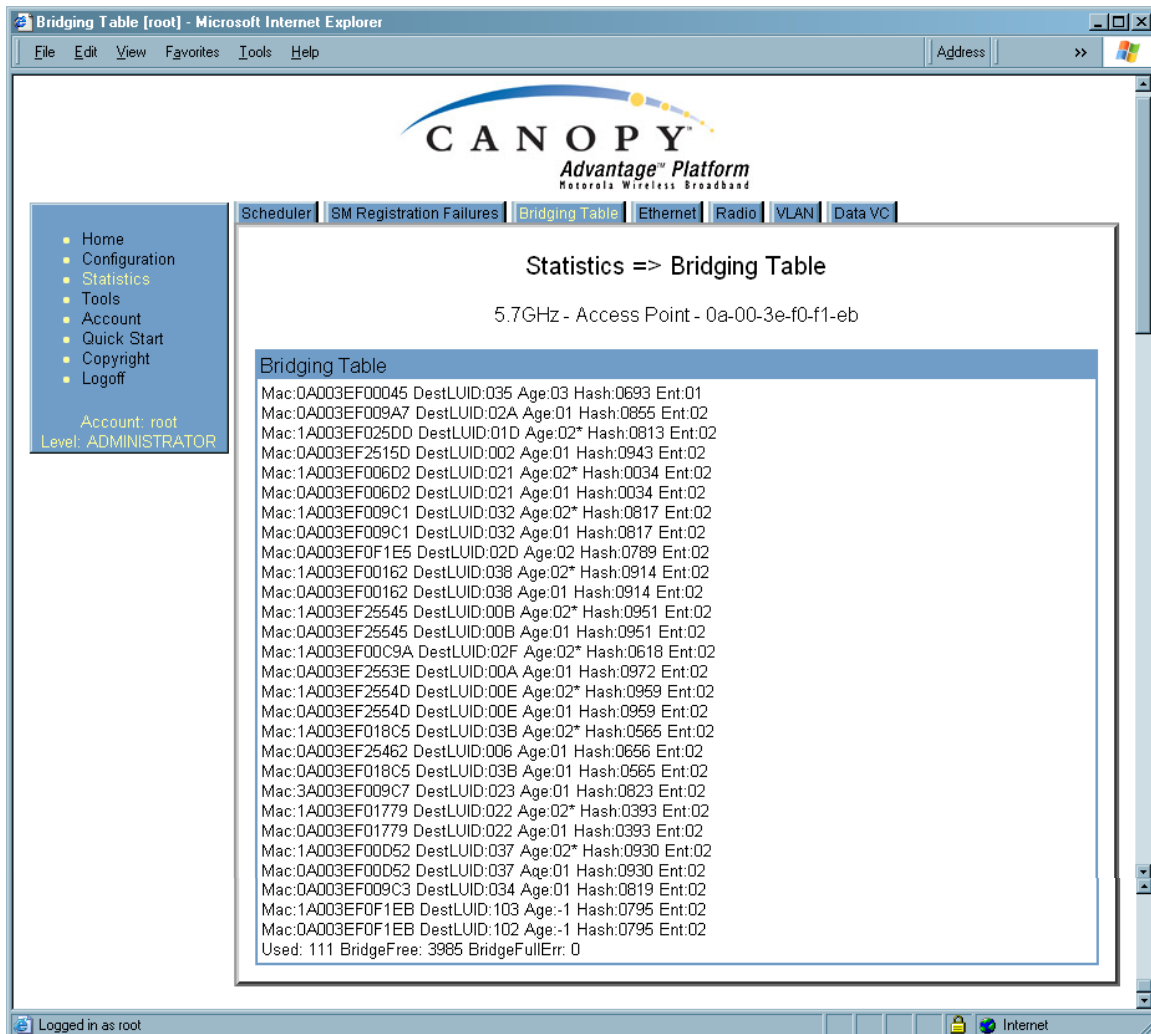 Bridging Table [root] - Microsoft Internet Explorer
File Edit View Favorites Tools Help
Address
»
CANOPY™
Advantage™ Platform
Motorola Wireless Broadband
Scheduler SM Registration Failures Bridging Table Ethernet Radio VLAN Data VC
Home
Configuration
Statistics
Tools
Account
Quick Start
Copyright
Logoff
Account: root
Level: ADMINISTRATOR
Statistics => Bridging Table
5.7GHz - Access Point - 0a-00-3e-f0-f1-eb
Bridging Table
Mac:0A003EF00045 DestLUID:035 Age:03 Hash:0693 Ent:01
Mac:0A003EF009A7 DestLUID:02A Age:01 Hash:0855 Ent:02
Mac:1A003EF025DD DestLUID:01D Age:02* Hash:0813 Ent:02
Mac:0A003EF2515D DestLUID:002 Age:01 Hash:0943 Ent:02
Mac:1A003EF006D2 DestLUID:021 Age:02* Hash:0034 Ent:02
Mac:0A003EF006D2 DestLUID:021 Age:01 Hash:0034 Ent:02
Mac:1A003EF009C1 DestLUID:032 Age:02* Hash:0817 Ent:02
Mac:0A003EF009C1 DestLUID:032 Age:01 Hash:0817 Ent:02
Mac:0A003EF0F1E5 DestLUID:02D Age:02 Hash:0789 Ent:02
Mac:1A003EF00162 DestLUID:038 Age:02* Hash:0914 Ent:02
Mac:0A003EF00162 DestLUID:038 Age:01 Hash:0914 Ent:02
Mac:1A003EF25545 DestLUID:00B Age:02* Hash:0951 Ent:02
Mac:0A003EF25545 DestLUID:00B Age:01 Hash:0951 Ent:02
Mac:1A003EF00C9A DestLUID:02F Age:02* Hash:0618 Ent:02
Mac:0A003EF2553E DestLUID:00A Age:01 Hash:0972 Ent:02
Mac:1A003EF2554D DestLUID:00E Age:02* Hash:0959 Ent:02
Mac:0A003EF2554D DestLUID:00E Age:01 Hash:0959 Ent:02
Mac:1A003EF018C5 DestLUID:03B Age:02* Hash:0565 Ent:02
Mac:0A003EF25462 DestLUID:006 Age:01 Hash:0656 Ent:02
Mac:0A003EF018C5 DestLUID:03B Age:01 Hash:0565 Ent:02
Mac:3A003EF009C7 DestLUID:023 Age:01 Hash:0823 Ent:02
Mac:1A003EF01779 DestLUID:022 Age:02* Hash:0393 Ent:02
Mac:0A003EF01779 DestLUID:022 Age:01 Hash:0393 Ent:02
Mac:1A003EF00D52 DestLUID:037 Age:02* Hash:0930 Ent:02
Mac:0A003EF00D52 DestLUID:037 Age:01 Hash:0930 Ent:02
Mac:0A003EF009C3 DestLUID:034 Age:01 Hash:0819 Ent:02
Mac:1A003EF0F1EB DestLUID:103 Age:-1 Hash:0795 Ent:02
Mac:0A003EF0F1EB DestLUID:102 Age:-1 Hash:0795 Ent:02
Used: 111 BridgeFree: 3985 BridgeFullErr: 0
Logged in as root
Internet